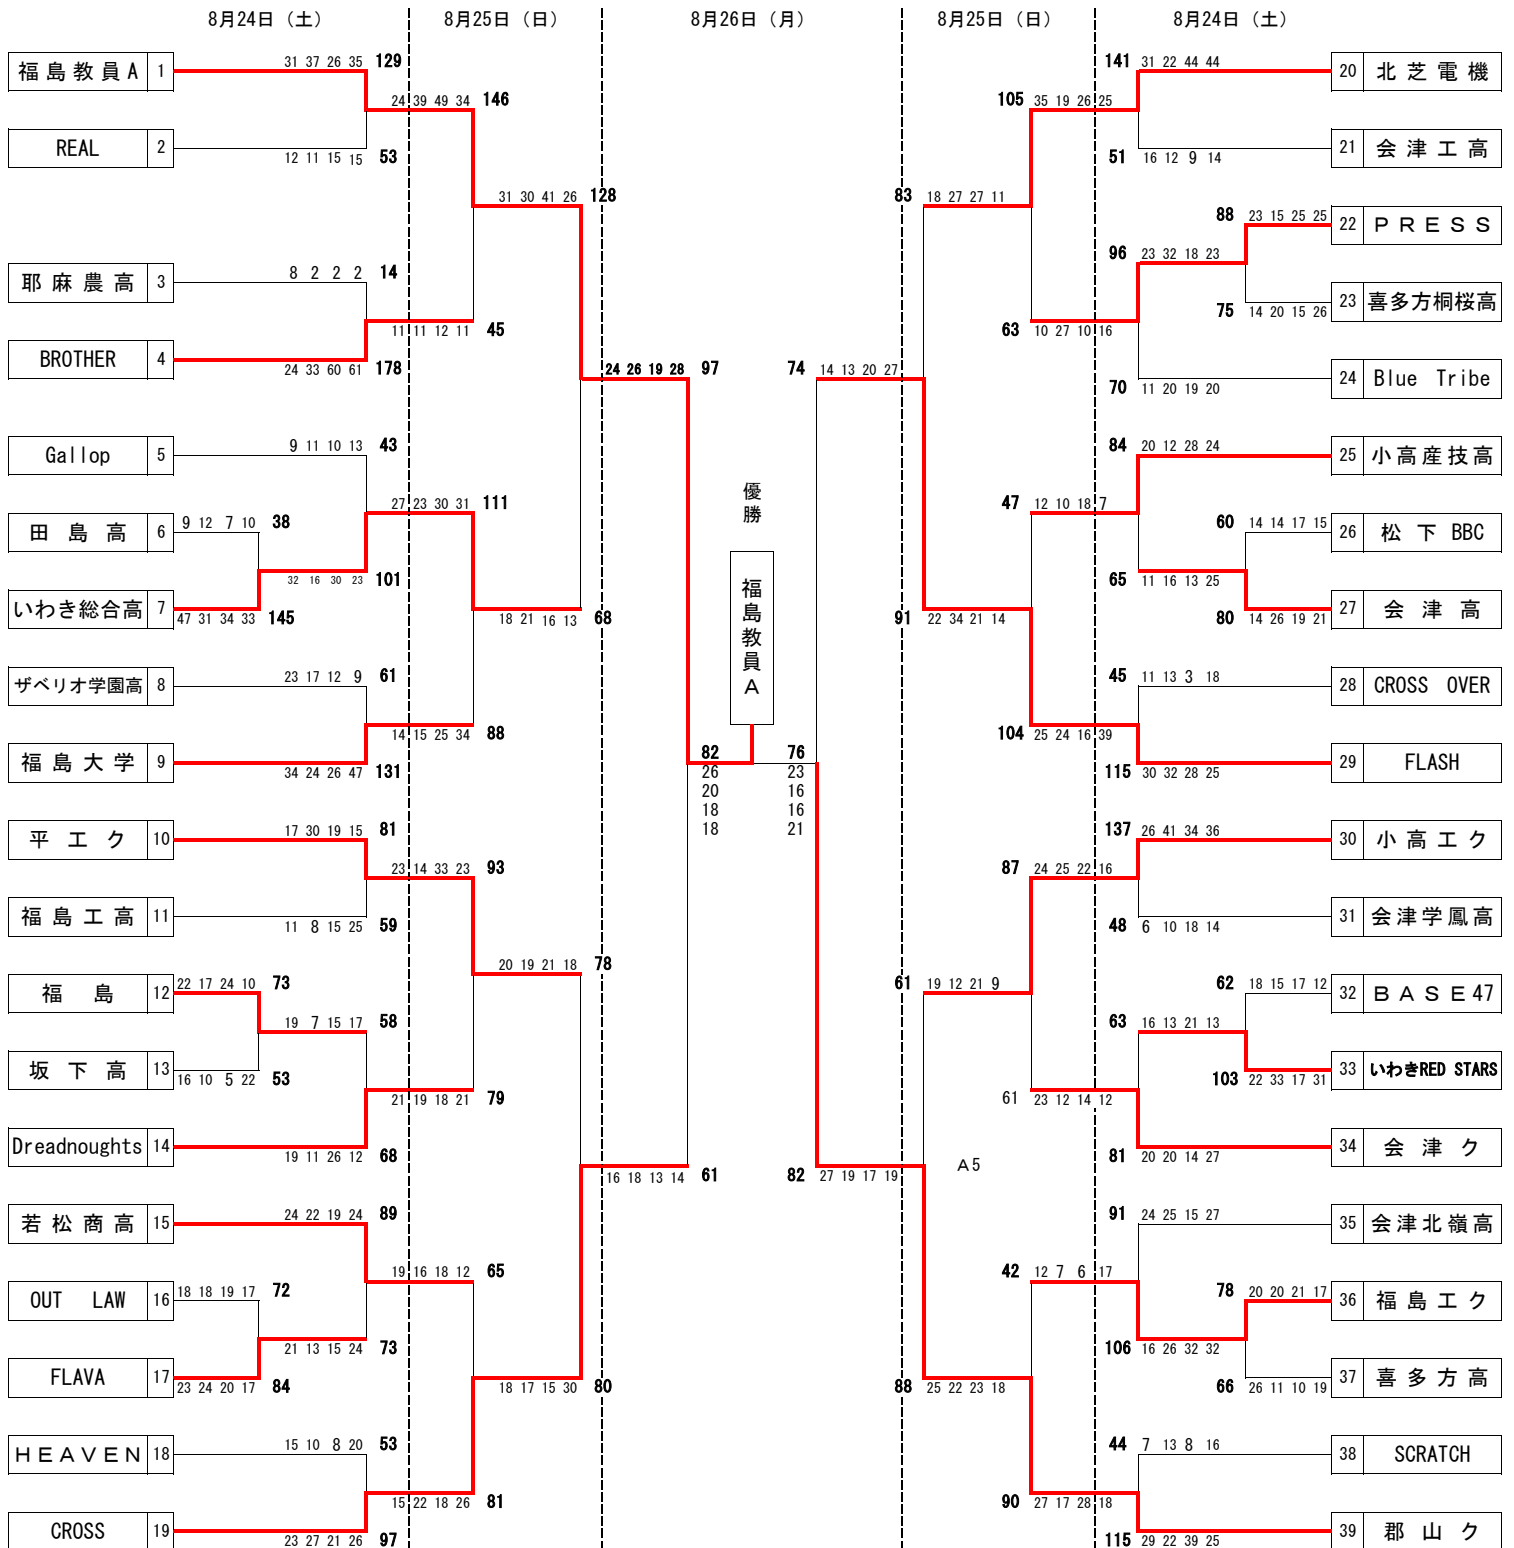 8月24日（土） 8月25日（日） 8月26日（月） 8月25日（日） 8月24日（土）
福島教員A 1 31 37 26 35 129
24 39 49 34 146
REAL 2 12 11 15 15 53
31 30 41 26 128
耶麻農高 3 8 2 2 2 14
11 11 12 11 45
BROTHER 4 24 33 60 61 178
24 26 19 28 97
Gallop 5 9 11 10 13 43
27 23 30 31 111
田島高 6 9 12 7 10 38
32 16 30 23 101
いわき総合高 7 47 31 34 33 145
18 21 16 13 68
ザベリオ学園高 8 23 17 12 9 61
14 15 25 34 88
福島大学 9 34 24 26 47 131
平工ク 10 17 30 19 15 81
23 14 33 23 93
福島工高 11 11 8 15 25 59
20 19 21 18 78
福島 12 22 17 24 10 73
19 7 15 17 58
坂下高 13 16 10 5 22 53
21 19 18 21 79
Dreadnoughts 14 19 11 26 12 68
16 18 13 14 61
若松商高 15 24 22 19 24 89
19 16 18 12 65
OUT LAW 16 18 18 19 17 72
21 13 15 24 73
FLAVA 17 23 24 20 17 84
18 17 15 30 80
HEAVEN 18 15 10 8 20 53
15 22 18 26 81
CROSS 19 23 27 21 26 97
優勝
福島教員A
82 76
26 23
20 16
18 16
18 21
141 31 22 44 44 20 北芝電機
105 35 19 26 25
51 16 12 9 14 21 会津工高
83 18 27 27 11
88 23 15 25 25 22 PRESS
96 23 32 18 23
75 14 20 15 26 23 喜多方桐桜高
63 10 27 10 16
70 11 20 19 20 24 Blue Tribe
74 14 13 20 27
84 20 12 28 24 25 小高産技高
47 12 10 18 7
60 14 14 17 15 26 松下BBC
65 11 16 13 25
80 14 26 19 21 27 会津高
91 22 34 21 14
45 11 13 3 18 28 CROSS OVER
104 25 24 16 39
115 30 32 28 25 29 FLASH
137 26 41 34 36 30 小高工ク
87 24 25 22 16
48 6 10 18 14 31 会津学鳳高
61 19 12 21 9
62 18 15 17 12 32 BASE47
63 16 13 21 13
103 22 33 17 31 33 いわきRED STARS
61 23 12 14 12
81 20 20 14 27 34 会津ク
A5
82 27 19 17 19
91 24 25 15 27 35 会津北嶺高
42 12 7 6 17
78 20 20 21 17 36 福島工ク
106 16 26 32 32
66 26 11 10 19 37 喜多方高
88 25 22 23 18
44 7 13 8 16 38 SCRATCH
90 27 17 28 18
115 29 22 39 25 39 郡山ク